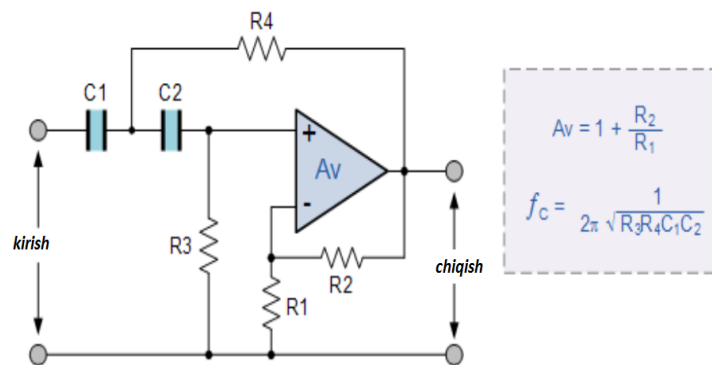 R4
C1
C2
+
Av
-
R3
R2
R1
kirish
chiqish
Av = 1 + R₂/R₁
fC = 1/(2π √(R₃R₄C₁C₂))